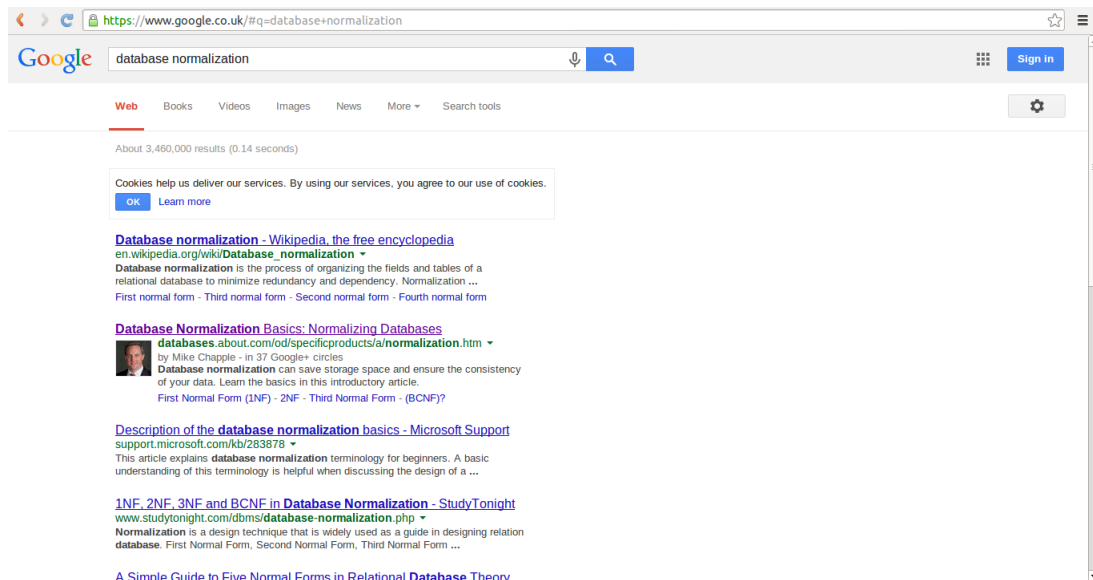 https://www.google.co.uk/#q=database+normalization
Google
database normalization
Sign in
Web Books Videos Images News More Search tools
About 3,460,000 results (0.14 seconds)
Cookies help us deliver our services. By using our services, you agree to our use of cookies.
OK Learn more
Database normalization - Wikipedia, the free encyclopedia
en.wikipedia.org/wiki/Database_normalization
Database normalization is the process of organizing the fields and tables of a
relational database to minimize redundancy and dependency. Normalization ...
First normal form - Third normal form - Second normal form - Fourth normal form
Database Normalization Basics: Normalizing Databases
databases.about.com/od/specificproducts/a/normalization.htm
by Mike Chapple - in 37 Google+ circles
Database normalization can save storage space and ensure the consistency
of your data. Learn the basics in this introductory article.
First Normal Form (1NF) - 2NF - Third Normal Form - (BCNF)?
Description of the database normalization basics - Microsoft Support
support.microsoft.com/kb/283878
This article explains database normalization terminology for beginners. A basic
understanding of this terminology is helpful when discussing the design of a ...
1NF, 2NF, 3NF and BCNF in Database Normalization - StudyTonight
www.studytonight.com/dbms/database-normalization.php
Normalization is a design technique that is widely used as a guide in designing relation
database. First Normal Form, Second Normal Form, Third Normal Form ...
A Simple Guide to Five Normal Forms in Relational Database Theory